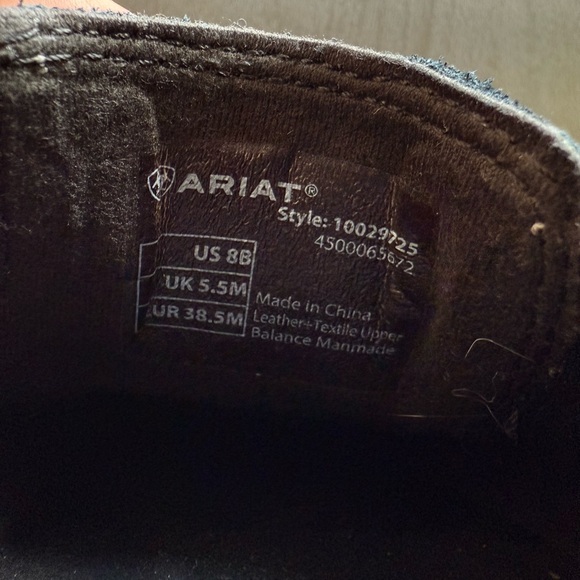 ARIAT®
Style: 10029725
4500065672
US 8B
UK 5.5M
EUR 38.5M
Made in China
Leather+Textile Upper
Balance Manmade